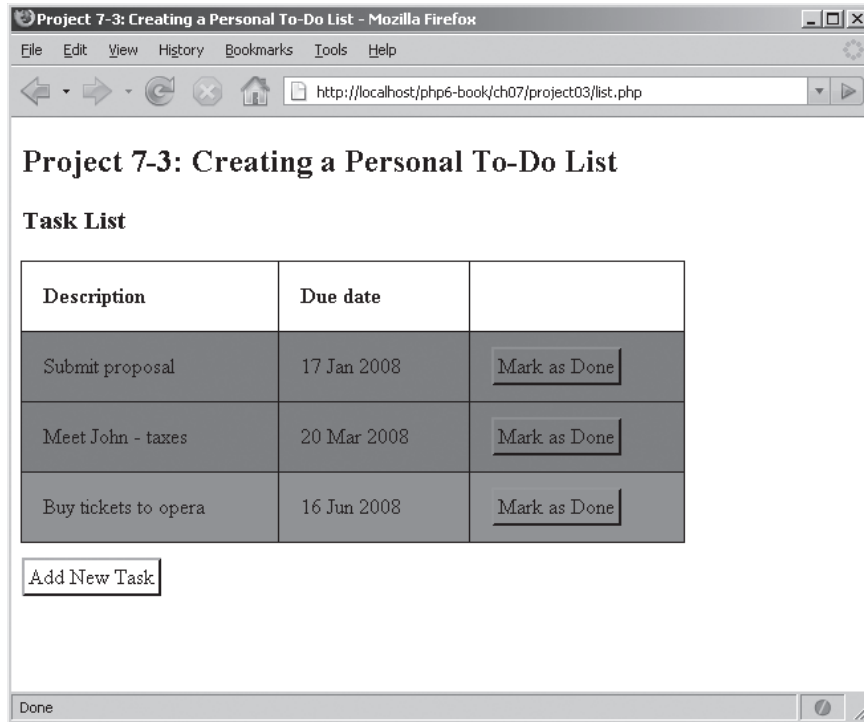 Project 7-3: Creating a Personal To-Do List - Mozilla Firefox
File Edit View History Bookmarks Tools Help
http://localhost/php6-book/ch07/project03/list.php
Project 7-3: Creating a Personal To-Do List
Task List
Description Due date
Submit proposal 17 Jan 2008 Mark as Done
Meet John - taxes 20 Mar 2008 Mark as Done
Buy tickets to opera 16 Jun 2008 Mark as Done
Add New Task
Done